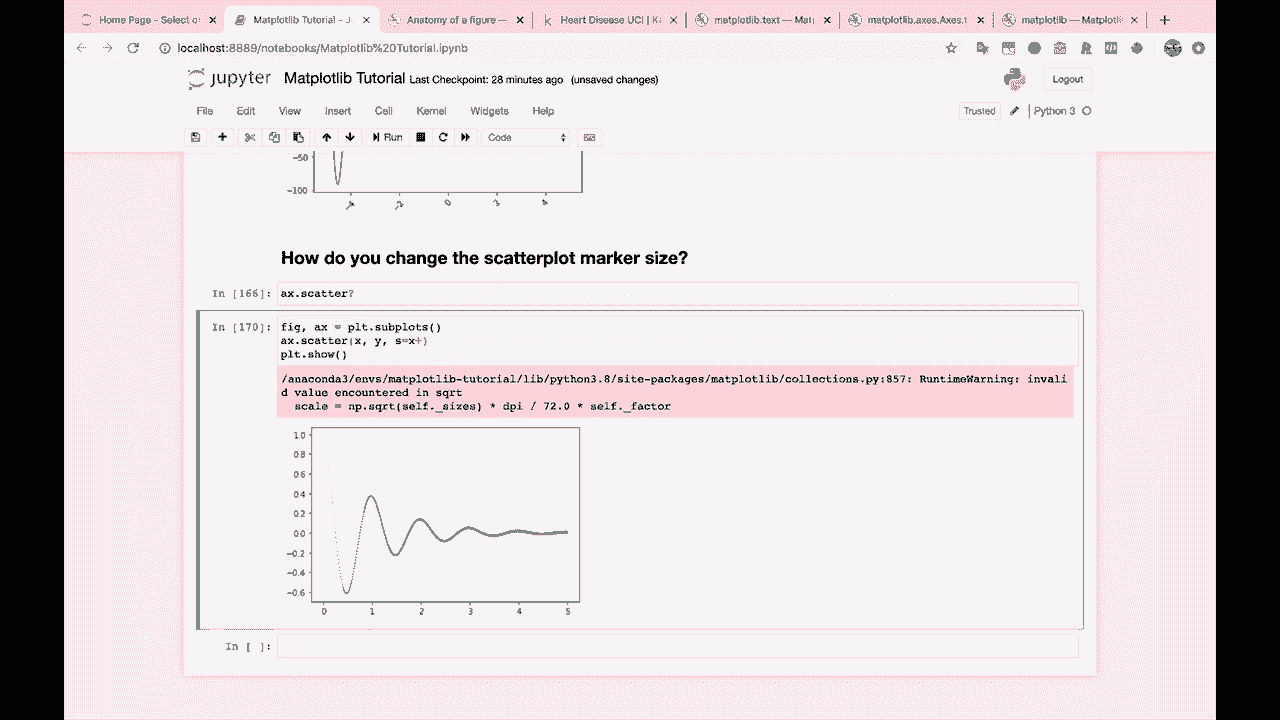 Home Page - Select o
Matplotlib Tutorial - J
Anatomy of a figure —
Heart Disease UCI | K
matplotlib.text — Mat
matplotlib.axes.Axes.t
matplotlib — Matplotli
localhost:8889/notebooks/Matplotlib%20Tutorial.ipynb
jupyter Matplotlib Tutorial Last Checkpoint: 28 minutes ago (unsaved changes)
Logout
File Edit View Insert Cell Kernel Widgets Help
Trusted Python 3
Run Code
−50
−100
0
2
4
How do you change the scatterplot marker size?
In [166]: ax.scatter?
In [170]: fig, ax = plt.subplots()
ax.scatter(x, y, s=x+)
plt.show()
/anaconda3/envs/matplotlib-tutorial/lib/python3.8/site-packages/matplotlib/collections.py:857: RuntimeWarning: invali
d value encountered in sqrt
scale = np.sqrt(self._sizes) * dpi / 72.0 * self._factor
1.0
0.8
0.6
0.4
0.2
0.0
−0.2
−0.4
−0.6
0 1 2 3 4 5
In [ ]: